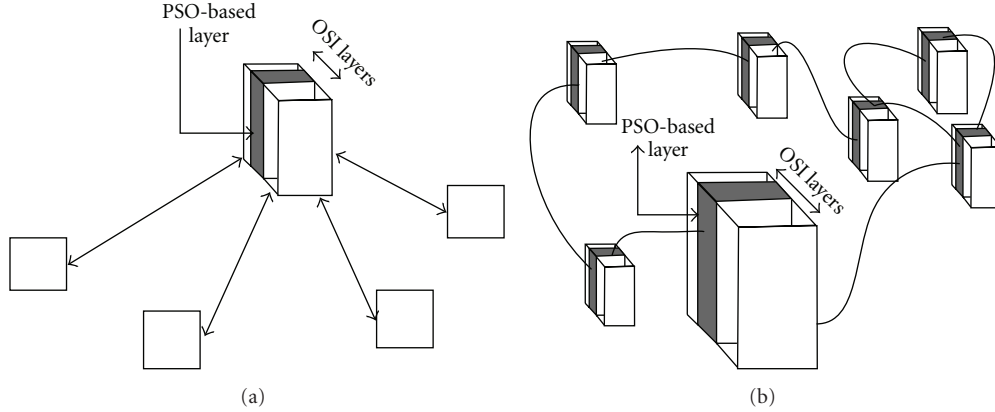 PSO-based
layer
OSI layers
(a)
PSO-based
layer
OSI layers
(b)